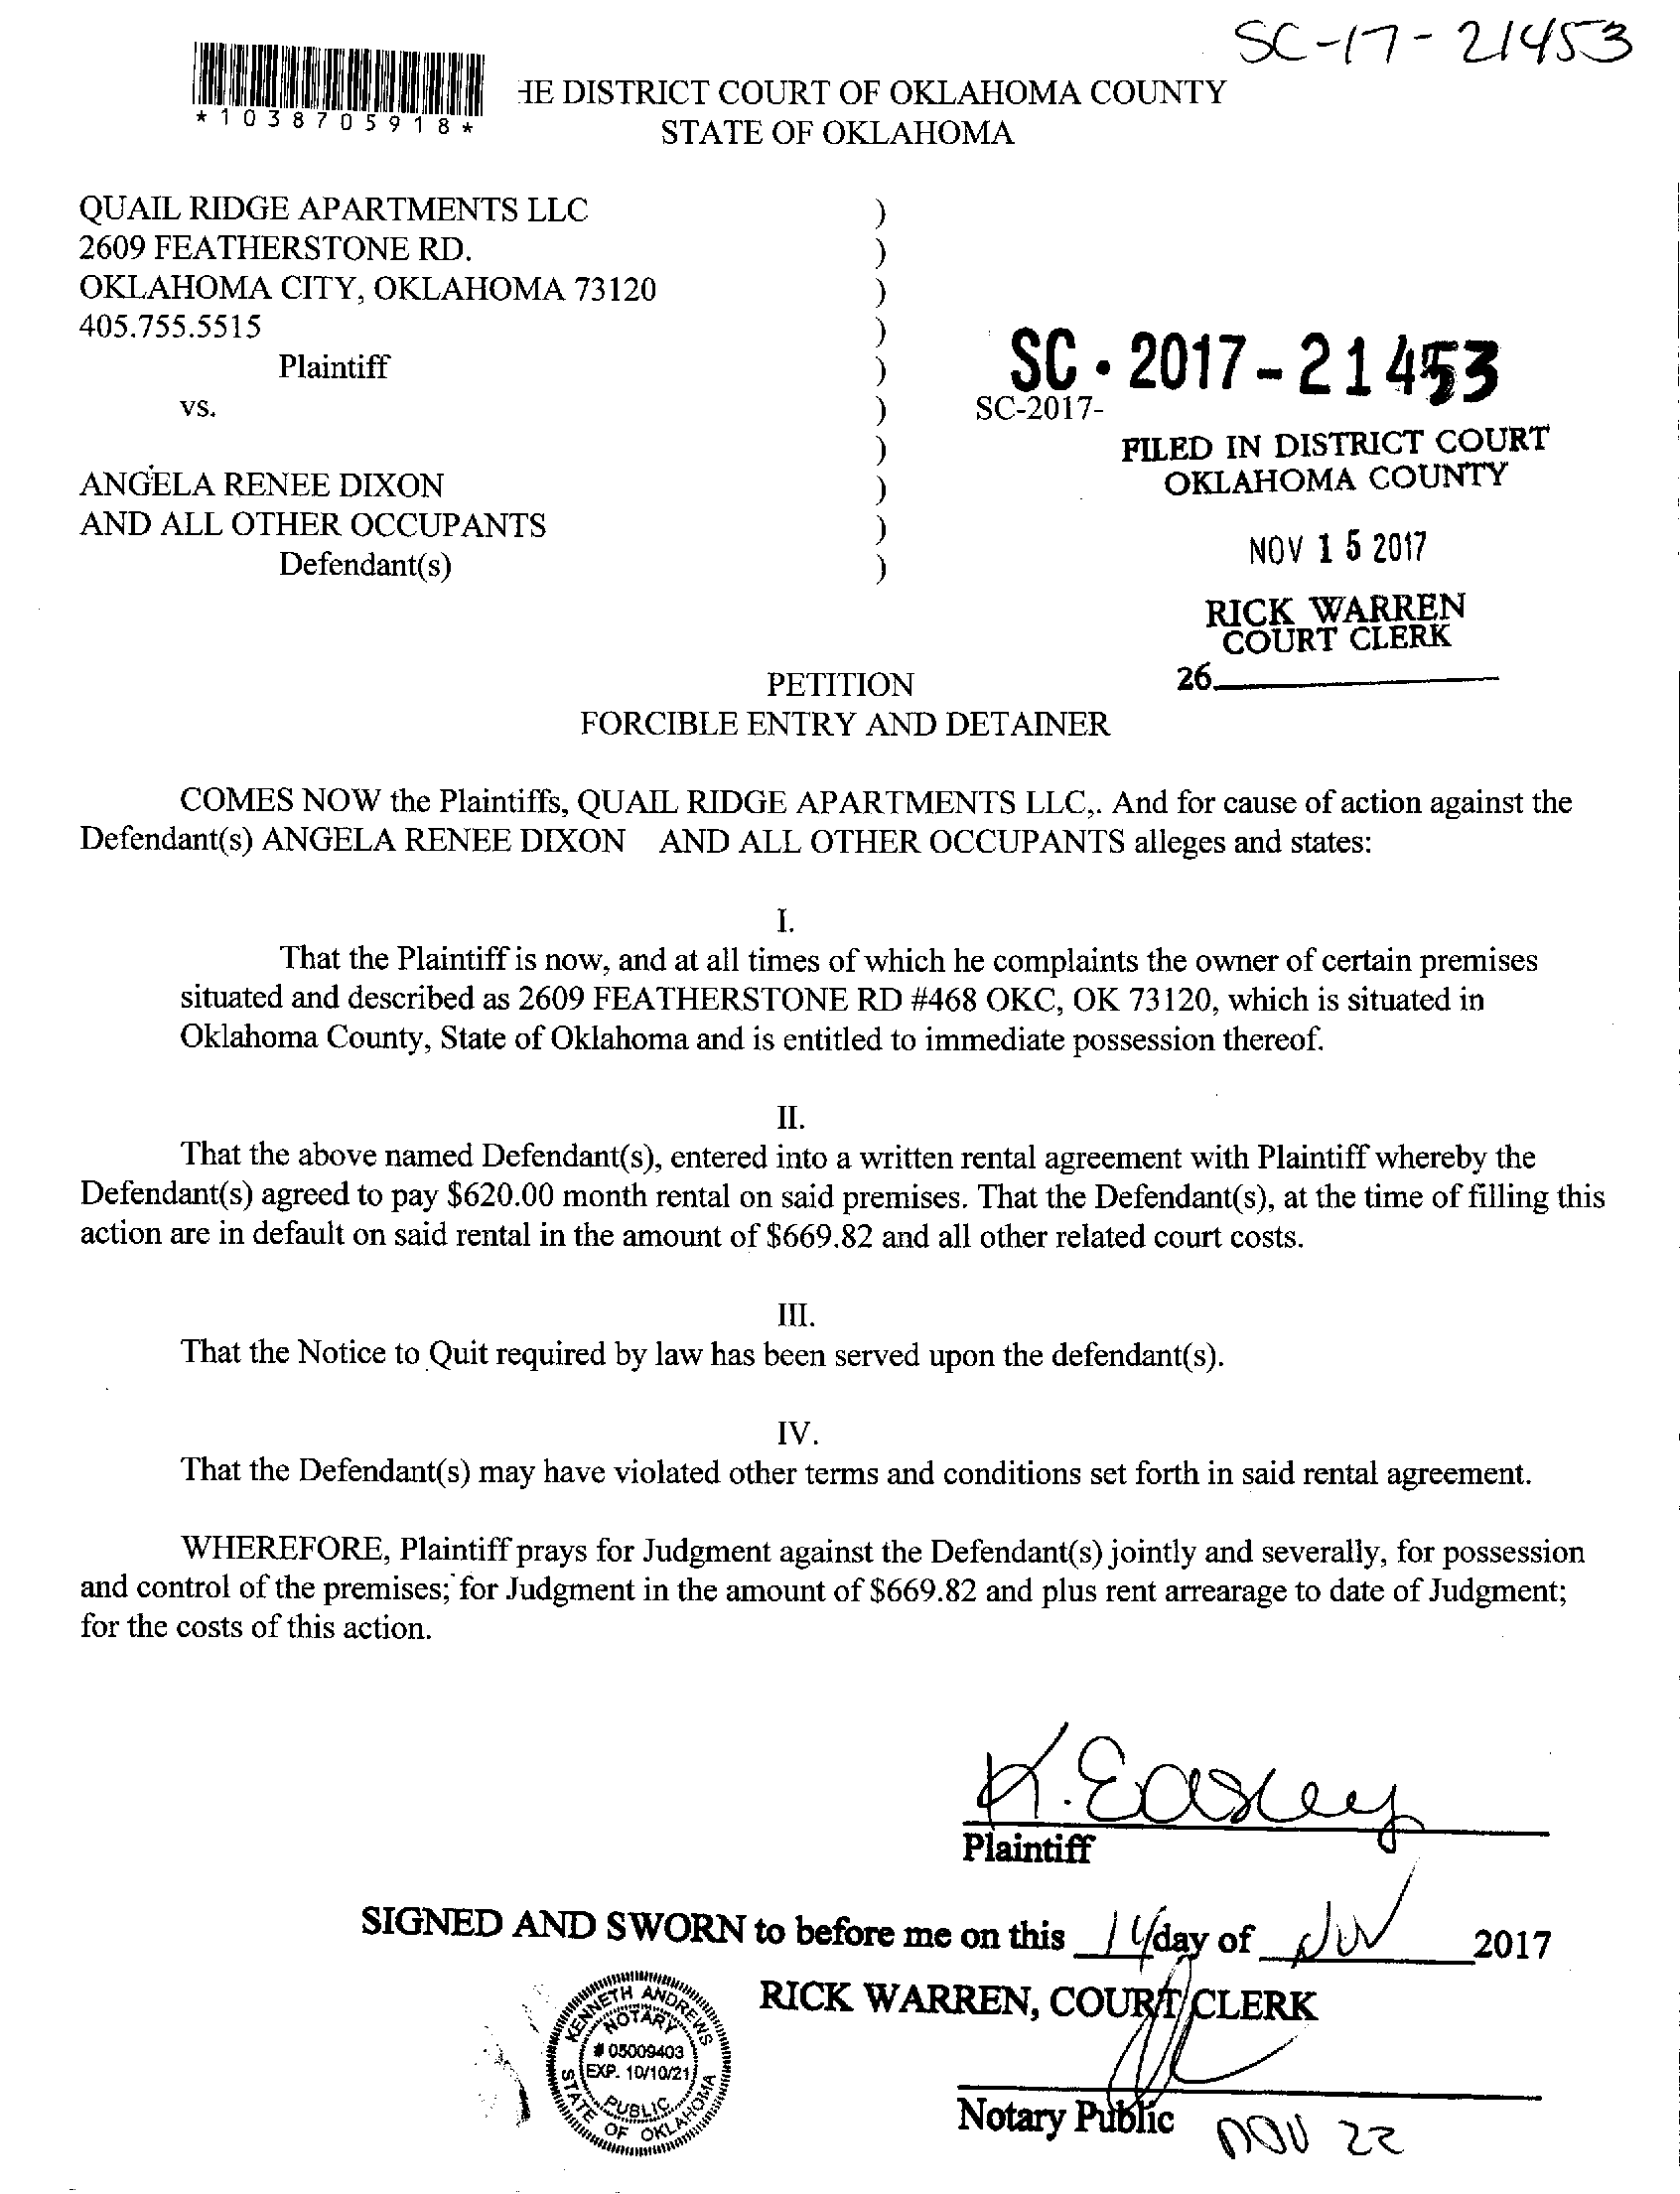 SC-17-21453
*1038705918*
HE DISTRICT COURT OF OKLAHOMA COUNTY
STATE OF OKLAHOMA
QUAIL RIDGE APARTMENTS LLC )
2609 FEATHERSTONE RD. )
OKLAHOMA CITY, OKLAHOMA 73120 )
405.755.5515 )
Plaintiff )
SC·2017-21453
vs. ) SC-2017-
)
FILED IN DISTRICT COURT
OKLAHOMA COUNTY
ANGELA RENEE DIXON )
AND ALL OTHER OCCUPANTS )
NOV 15 2017
Defendant(s) )
RICK WARREN
COURT CLERK
26
PETITION
FORCIBLE ENTRY AND DETAINER
COMES NOW the Plaintiffs, QUAIL RIDGE APARTMENTS LLC,. And for cause of action against the
Defendant(s) ANGELA RENEE DIXON AND ALL OTHER OCCUPANTS alleges and states:
I.
That the Plaintiff is now, and at all times of which he complaints the owner of certain premises
situated and described as 2609 FEATHERSTONE RD #468 OKC, OK 73120, which is situated in
Oklahoma County, State of Oklahoma and is entitled to immediate possession thereof.
II.
That the above named Defendant(s), entered into a written rental agreement with Plaintiff whereby the
Defendant(s) agreed to pay $620.00 month rental on said premises. That the Defendant(s), at the time of filling this
action are in default on said rental in the amount of $669.82 and all other related court costs.
III.
That the Notice to Quit required by law has been served upon the defendant(s).
IV.
That the Defendant(s) may have violated other terms and conditions set forth in said rental agreement.
WHEREFORE, Plaintiff prays for Judgment against the Defendant(s) jointly and severally, for possession
and control of the premises; for Judgment in the amount of $669.82 and plus rent arrearage to date of Judgment;
for the costs of this action.
K. Easley
Plaintiff
SIGNED AND SWORN to before me on this 14 day of Nov 2017
RICK WARREN, COURT CLERK
KENNETH ANDREWS
NOTARY
# 05009403
EXP. 10/10/21
PUBLIC
STATE OF OKLAHOMA
Notary Public
NOV 22